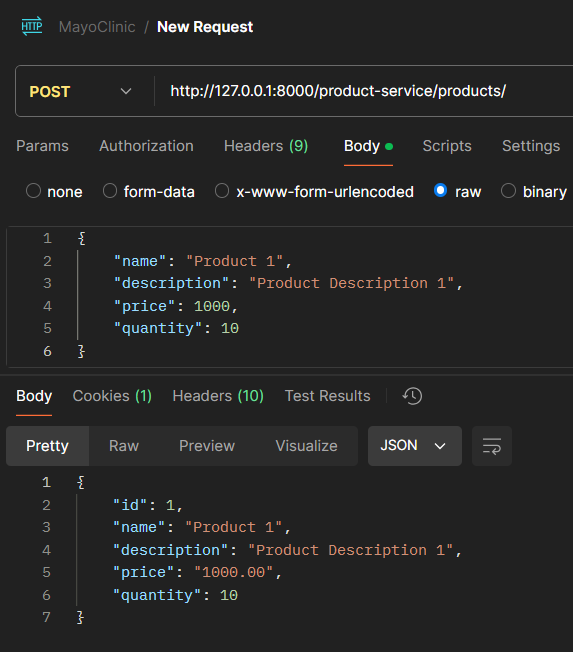 HTTP MayoClinic / New Request
POST http://127.0.0.1:8000/product-service/products/
Params Authorization Headers (9) Body Scripts Settings
none form-data x-www-form-urlencoded raw binary
1 {
2 "name": "Product 1",
3 "description": "Product Description 1",
4 "price": 1000,
5 "quantity": 10
6 }
Body Cookies (1) Headers (10) Test Results
Pretty Raw Preview Visualize JSON
1 {
2 "id": 1,
3 "name": "Product 1",
4 "description": "Product Description 1",
5 "price": "1000.00",
6 "quantity": 10
7 }